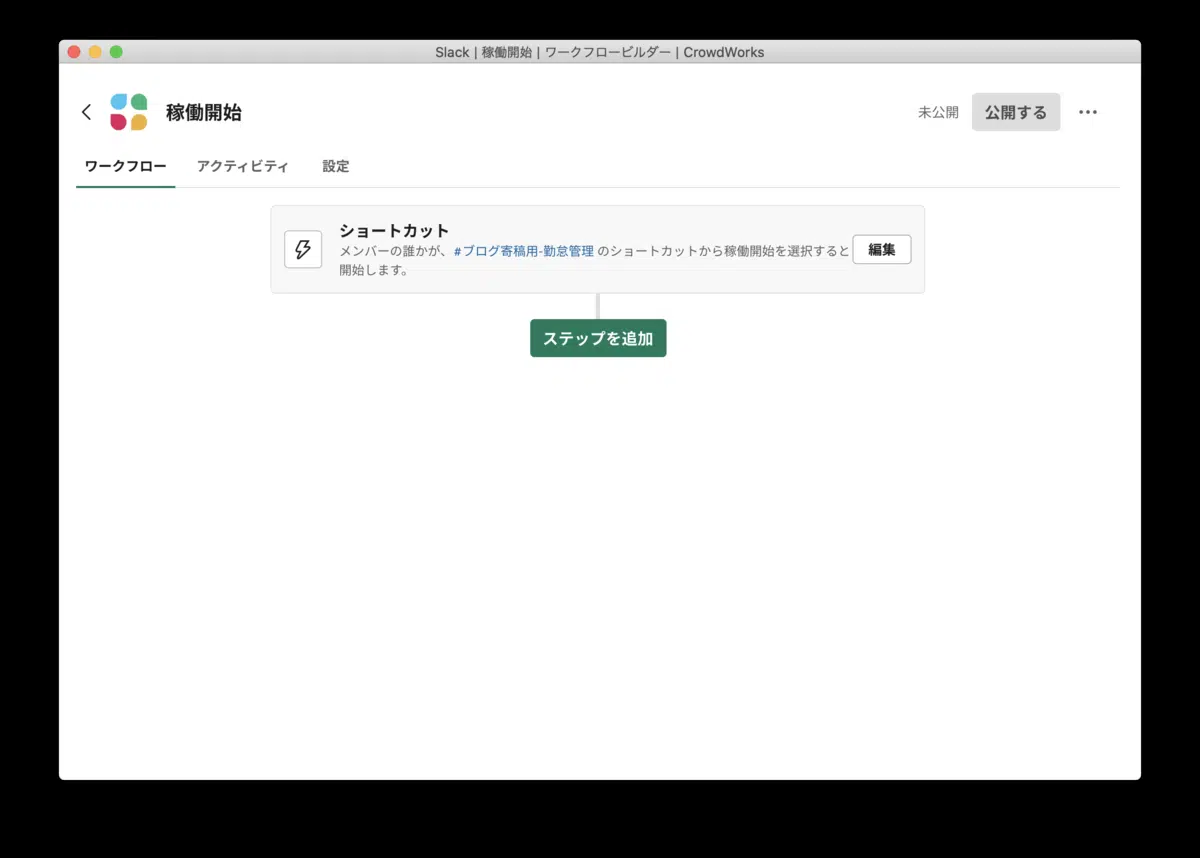 Slack | 稼働開始 | ワークフロービルダー | CrowdWorks
稼働開始
未公開
公開する
ワークフロー
アクティビティ
設定
ショートカット
メンバーの誰かが、#ブログ寄稿用-勤怠管理 のショートカットから稼働開始を選択すると
開始します。
編集
ステップを追加